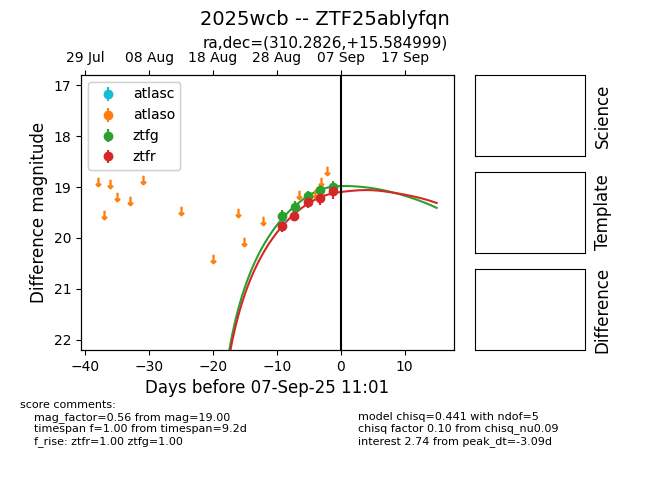 2025wcb -- ZTF25ablyfqn
ra,dec=(310.2826,+15.584999)
29 Jul 08 Aug 18 Aug 28 Aug 07 Sep 17 Sep
17
18
19
20
21
22
Difference magnitude
atlasc
atlaso
ztfg
ztfr
−40 −30 −20 −10 0 10
Days before 07-Sep-25 11:01
Science
Template
Difference
score comments:
mag_factor=0.56 from mag=19.00
timespan f=1.00 from timespan=9.2d
f_rise: ztfr=1.00 ztfg=1.00
model chisq=0.441 with ndof=5
chisq factor 0.10 from chisq_nu0.09
interest 2.74 from peak_dt=-3.09d